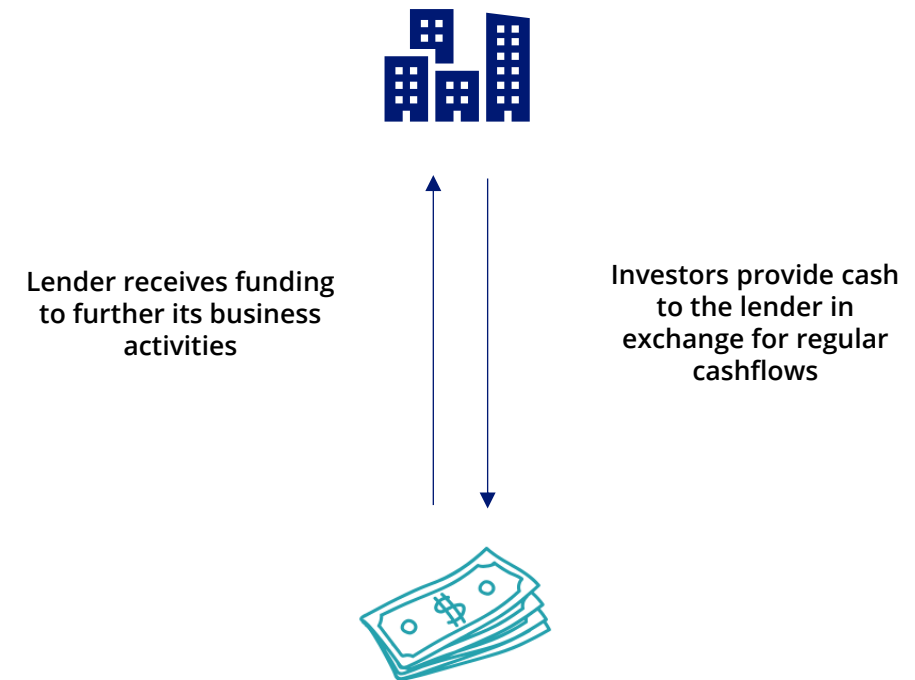 Lender receives funding
to further its business
activities
Investors provide cash
to the lender in
exchange for regular
cashflows
$